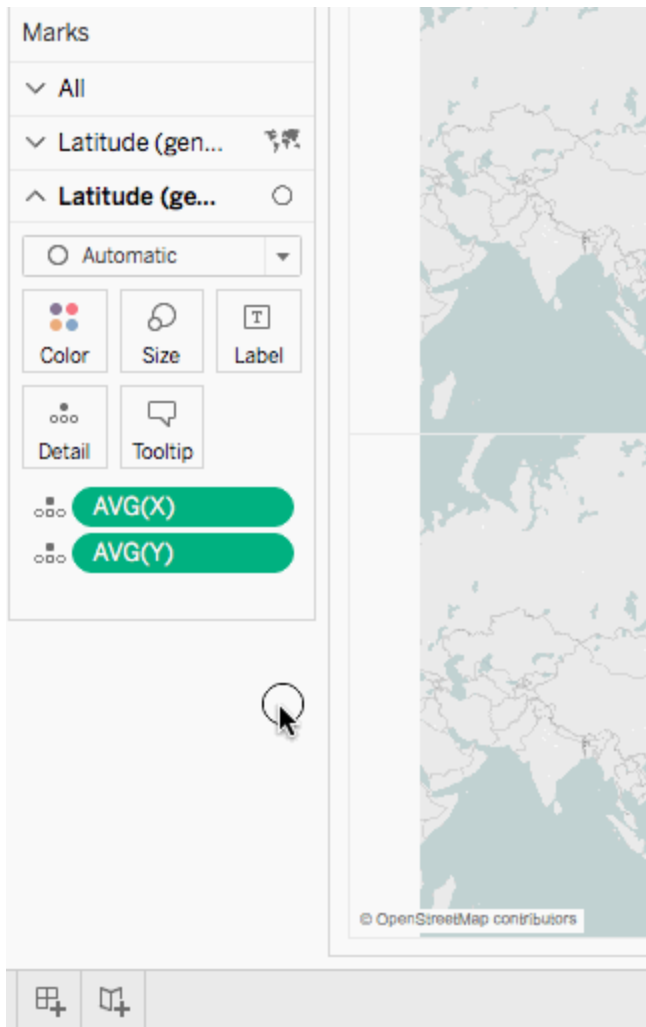 Marks
All
Latitude (gen...
Latitude (ge...
Automatic
Color
Size
T
Label
Detail
Tooltip
AVG(X)
AVG(Y)
© OpenStreetMap contributors